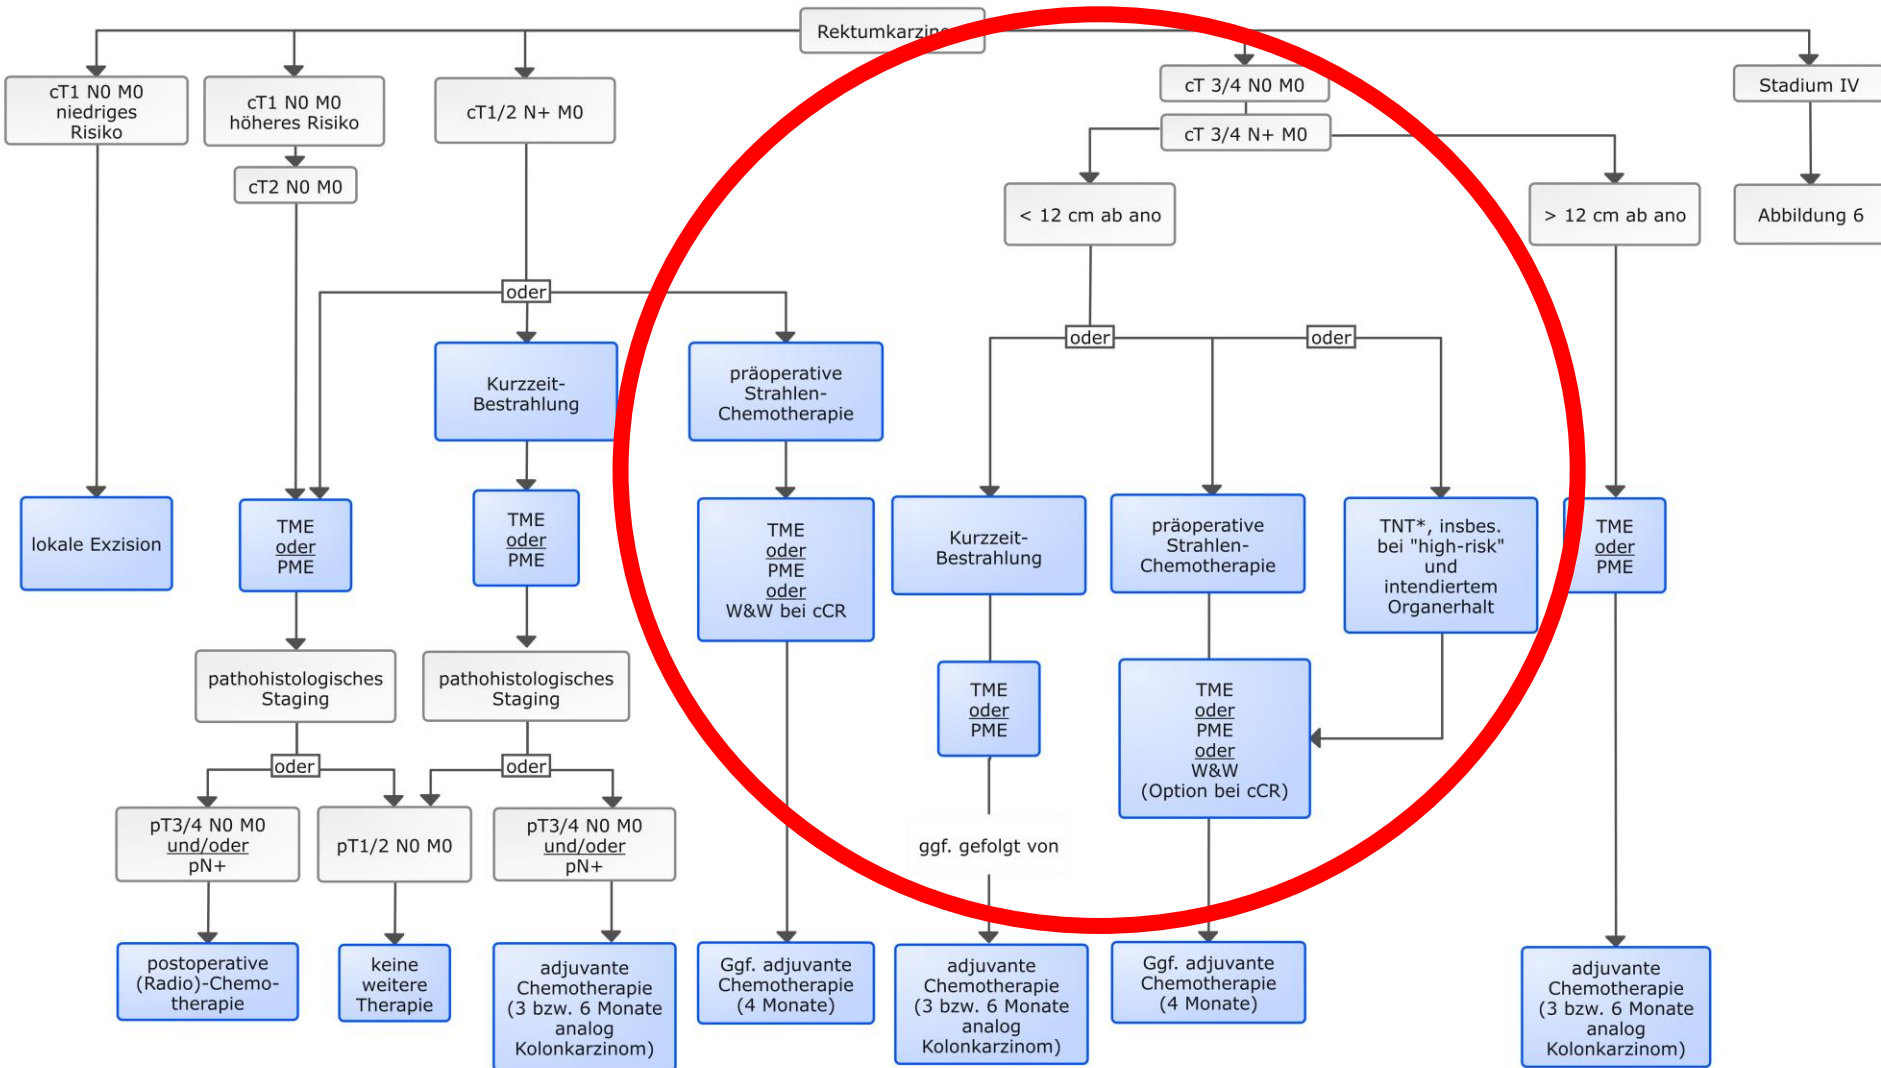 Rektumkarzin
cT1 N0 M0
niedriges
Risiko
cT1 N0 M0
höheres Risiko
cT2 N0 M0
cT1/2 N+ M0
cT 3/4 N0 M0
cT 3/4 N+ M0
Stadium IV
< 12 cm ab ano
> 12 cm ab ano
Abbildung 6
oder
oder
oder
Kurzzeit-
Bestrahlung
präoperative
Strahlen-
Chemotherapie
lokale Exzision
TME
oder
PME
TME
oder
PME
TME
oder
PME
oder
W&W bei cCR
Kurzzeit-
Bestrahlung
präoperative
Strahlen-
Chemotherapie
TNT*, insbes.
bei "high-risk"
und
intendiertem
Organerhalt
TME
oder
PME
pathohistologisches
Staging
pathohistologisches
Staging
TME
oder
PME
TME
oder
PME
oder
W&W
(Option bei cCR)
oder
oder
pT3/4 N0 M0
und/oder
pN+
pT1/2 N0 M0
pT3/4 N0 M0
und/oder
pN+
ggf. gefolgt von
postoperative
(Radio)-Chemo-
therapie
keine
weitere
Therapie
adjuvante
Chemotherapie
(3 bzw. 6 Monate
analog
Kolonkarzinom)
Ggf. adjuvante
Chemotherapie
(4 Monate)
adjuvante
Chemotherapie
(3 bzw. 6 Monate
analog
Kolonkarzinom)
Ggf. adjuvante
Chemotherapie
(4 Monate)
adjuvante
Chemotherapie
(3 bzw. 6 Monate
analog
Kolonkarzinom)